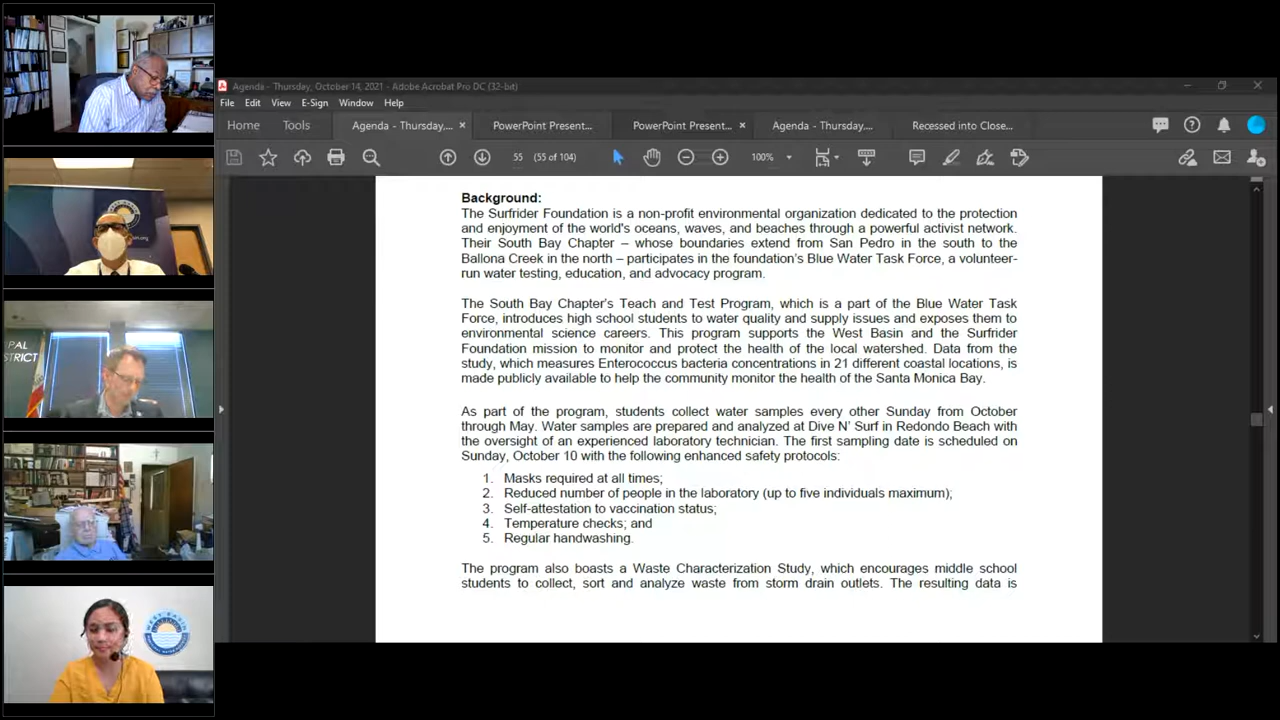 Agenda - Thursday, October 14, 2021 - Adobe Acrobat Pro DC (32-bit)
File Edit View E-Sign Window Help
Home Tools Agenda - Thursday,... PowerPoint Present... PowerPoint Present... Agenda - Thursday,... Recessed into Close...
55 (55 of 104) 100%
Background:
The Surfrider Foundation is a non-profit environmental organization dedicated to the protection
and enjoyment of the world's oceans, waves, and beaches through a powerful activist network.
Their South Bay Chapter – whose boundaries extend from San Pedro in the south to the
Ballona Creek in the north – participates in the foundation's Blue Water Task Force, a volunteer-
run water testing, education, and advocacy program.
The South Bay Chapter's Teach and Test Program, which is a part of the Blue Water Task
Force, introduces high school students to water quality and supply issues and exposes them to
environmental science careers. This program supports the West Basin and the Surfrider
Foundation mission to monitor and protect the health of the local watershed. Data from the
study, which measures Enterococcus bacteria concentrations in 21 different coastal locations, is
made publicly available to help the community monitor the health of the Santa Monica Bay.
As part of the program, students collect water samples every other Sunday from October
through May. Water samples are prepared and analyzed at Dive N' Surf in Redondo Beach with
the oversight of an experienced laboratory technician. The first sampling date is scheduled on
Sunday, October 10 with the following enhanced safety protocols:
1. Masks required at all times;
2. Reduced number of people in the laboratory (up to five individuals maximum);
3. Self-attestation to vaccination status;
4. Temperature checks; and
5. Regular handwashing.
The program also boasts a Waste Characterization Study, which encourages middle school
students to collect, sort and analyze waste from storm drain outlets. The resulting data is
PAL
STRICT
WEST BASIN